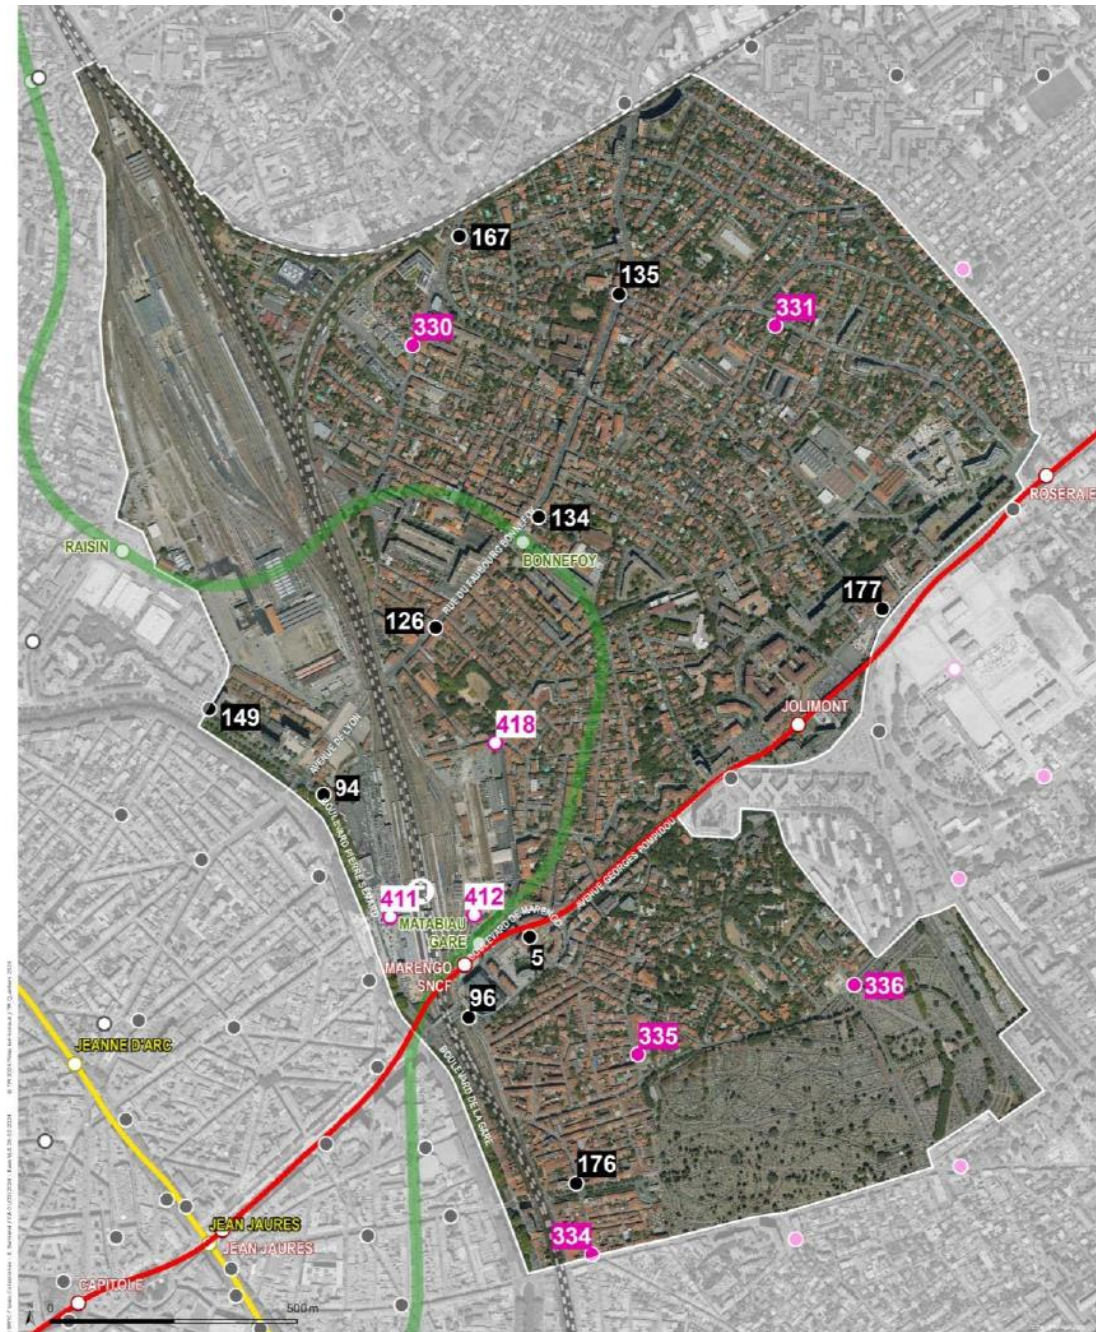 167
135
330
331
ROSERAIE
134
RUE DU FAUBOURG BONNEFOY
RAISIN
BONNEFOY
177
126
JOLIMONT
149
418
AVENUE DE LYON
94
BOULEVARD PIERRE SEMARD
AVENUE GEORGES POMPIDOU
411
412
MATABIAU
GARE
BOULEVARD DE MARENGO
5
MARENGO
SNCF
336
96
335
JEANNE D'ARC
BOULEVARD DE LA GARE
176
JEAN JAURES
JEAN JAURES
334
CAPITOLE
0
500 m